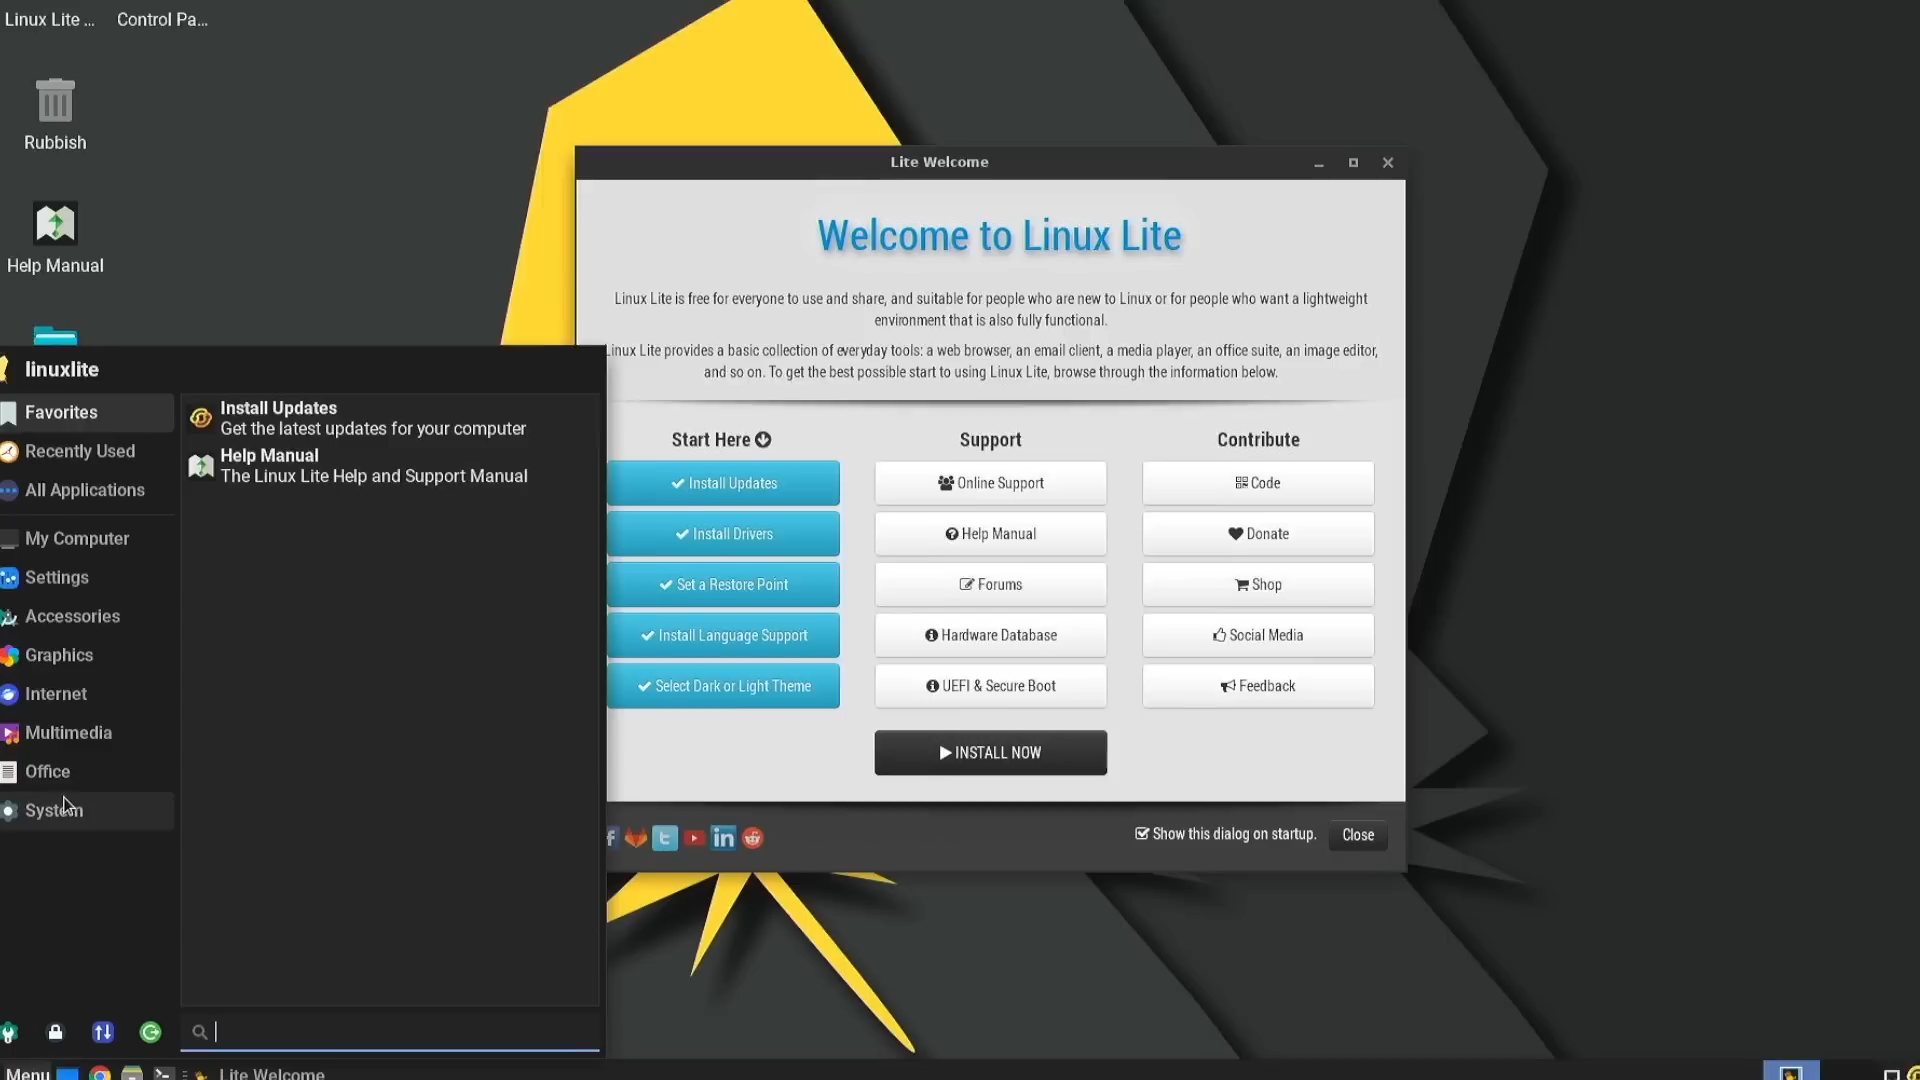 Linux Lite ...
Control Pa...
Rubbish
Help Manual
Lite Welcome
Welcome to Linux Lite
Linux Lite is free for everyone to use and share, and suitable for people who are new to Linux or for people who want a lightweight
environment that is also fully functional.
Linux Lite provides a basic collection of everyday tools: a web browser, an email client, a media player, an office suite, an image editor,
and so on. To get the best possible start to using Linux Lite, browse through the information below.
Start Here
Install Updates
Install Drivers
Set a Restore Point
Install Language Support
Select Dark or Light Theme
Support
Online Support
Help Manual
Forums
Hardware Database
UEFI & Secure Boot
Contribute
Code
Donate
Shop
Social Media
Feedback
INSTALL NOW
Show this dialog on startup.
Close
linuxlite
Favorites
Recently Used
All Applications
My Computer
Settings
Accessories
Graphics
Internet
Multimedia
Office
System
Install Updates
Get the latest updates for your computer
Help Manual
The Linux Lite Help and Support Manual
Menu
Lite Welcome